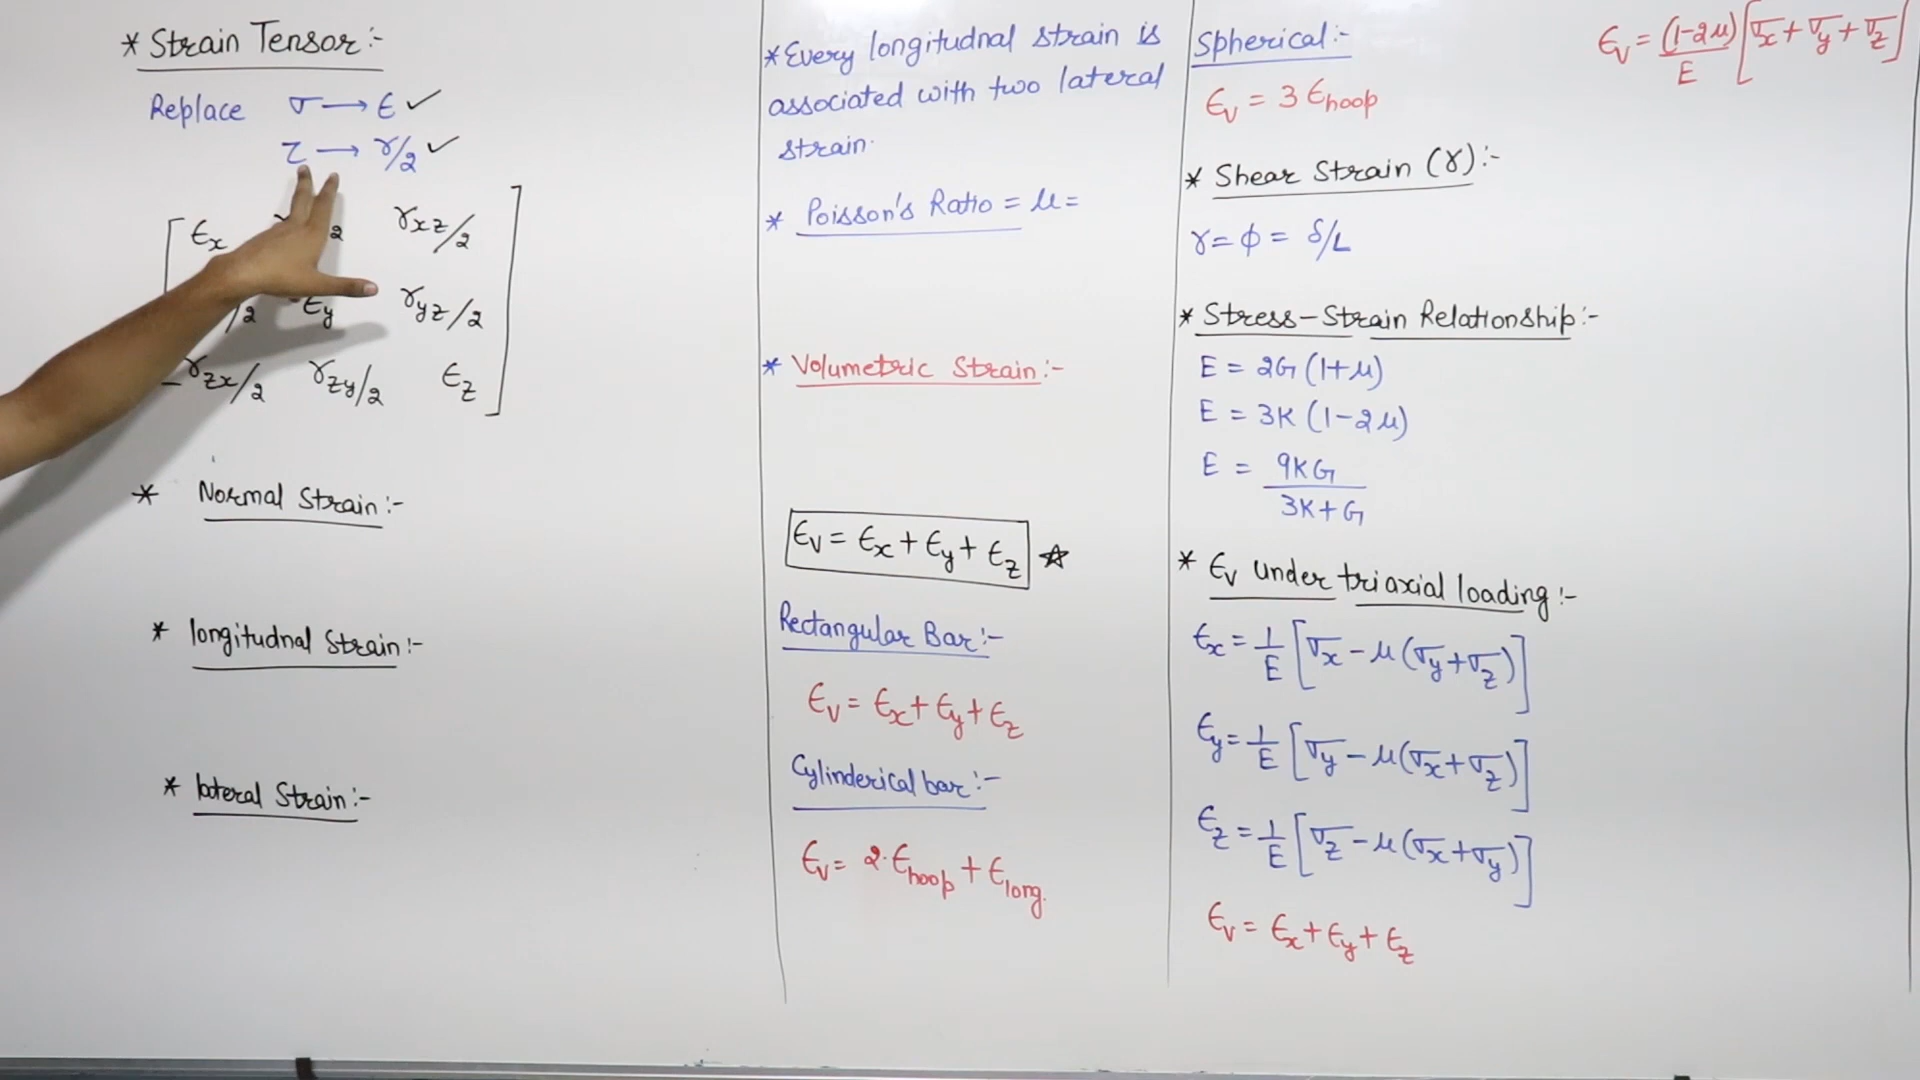 * Strain Tensor:-
Replace σ → ϵ ✓
τ → γ/2 ✓
ϵx γxz/2
/2 ϵy γyz/2
γzx/2 γzy/2 ϵz
* Normal Strain:-
* longitudnal Strain:-
* lateral Strain:-
* Every longitudnal strain is
associated with two lateral
strain.
* Poisson's Ratio = μ =
* Volumetric Strain:-
ϵv = ϵx + ϵy + ϵz ☆
Rectangular Bar:-
ϵv = ϵx + ϵy + ϵz
Cylinderical bar:-
ϵv = 2·ϵhoop + ϵlong.
Spherical:-
ϵv = 3 ϵhoop
* Shear Strain (γ):-
γ = ϕ = δ/L
* Stress-Strain Relationship:-
E = 2G (1+μ)
E = 3K (1-2μ)
E = 9KG / 3K+G
* ϵv under triaxial loading:-
ϵx = 1/E [σx - μ(σy+σz)]
ϵy = 1/E [σy - μ(σx+σz)]
ϵz = 1/E [σz - μ(σx+σy)]
ϵv = ϵx + ϵy + ϵz
ϵv = (1-2μ)/E [σx + σy + σz]